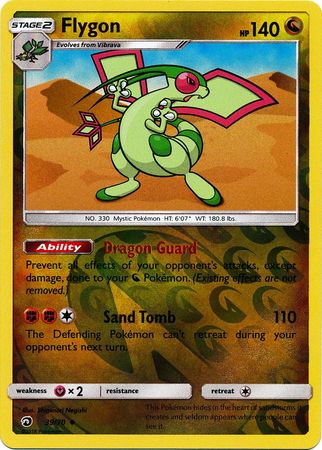 STAGE2
Flygon
HP 140
Evolves from Vibrava
NO. 330 Mystic Pokémon HT: 6'07" WT: 180.8 lbs.
Ability Dragon Guard
Prevent all effects of your opponent's attacks, except
damage, done to your Pokémon. (Existing effects are not
removed.)
Sand Tomb 110
The Defending Pokémon can't retreat during your
opponent's next turn.
weakness ×2 resistance retreat
This Pokémon hides in the heart of sandstorms it
creates and seldom appears where people can
see it.
39/70